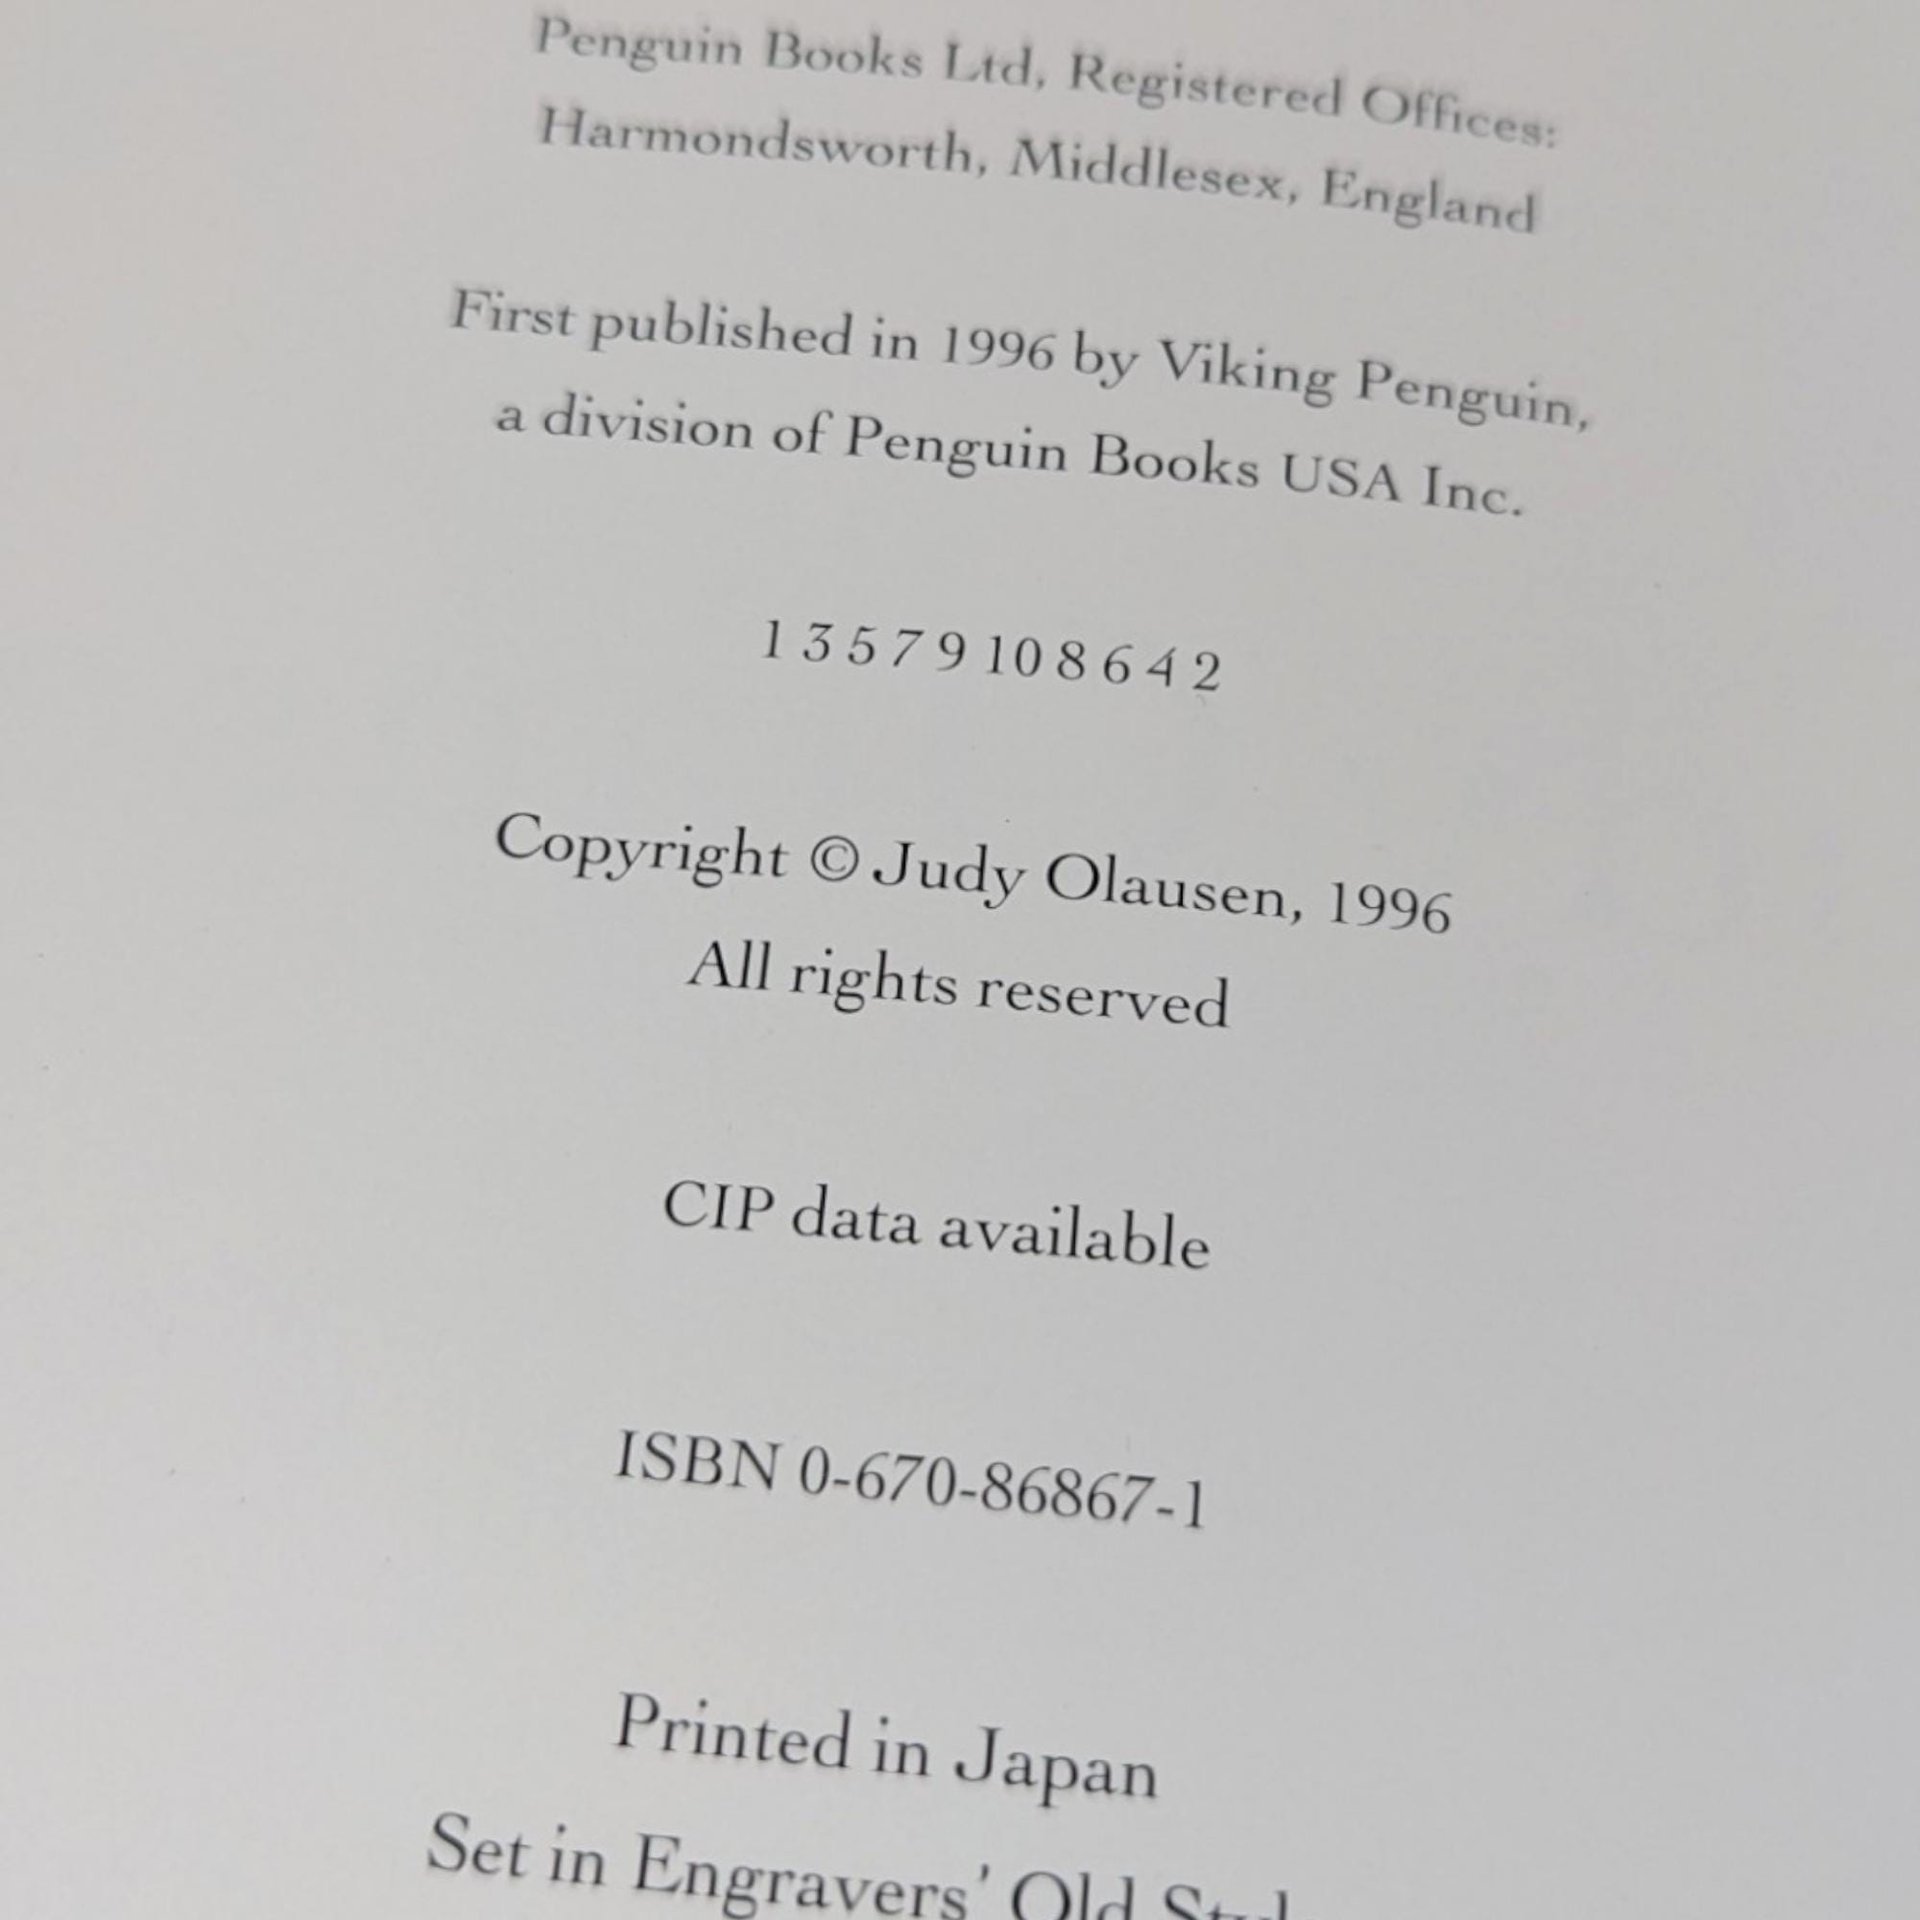 Penguin Books Ltd, Registered Offices:
Harmondsworth, Middlesex, England
First published in 1996 by Viking Penguin,
a division of Penguin Books USA Inc.
1 3 5 7 9 10 8 6 4 2
Copyright © Judy Olausen, 1996
All rights reserved
CIP data available
ISBN 0-670-86867-1
Printed in Japan
Set in Engravers' Old